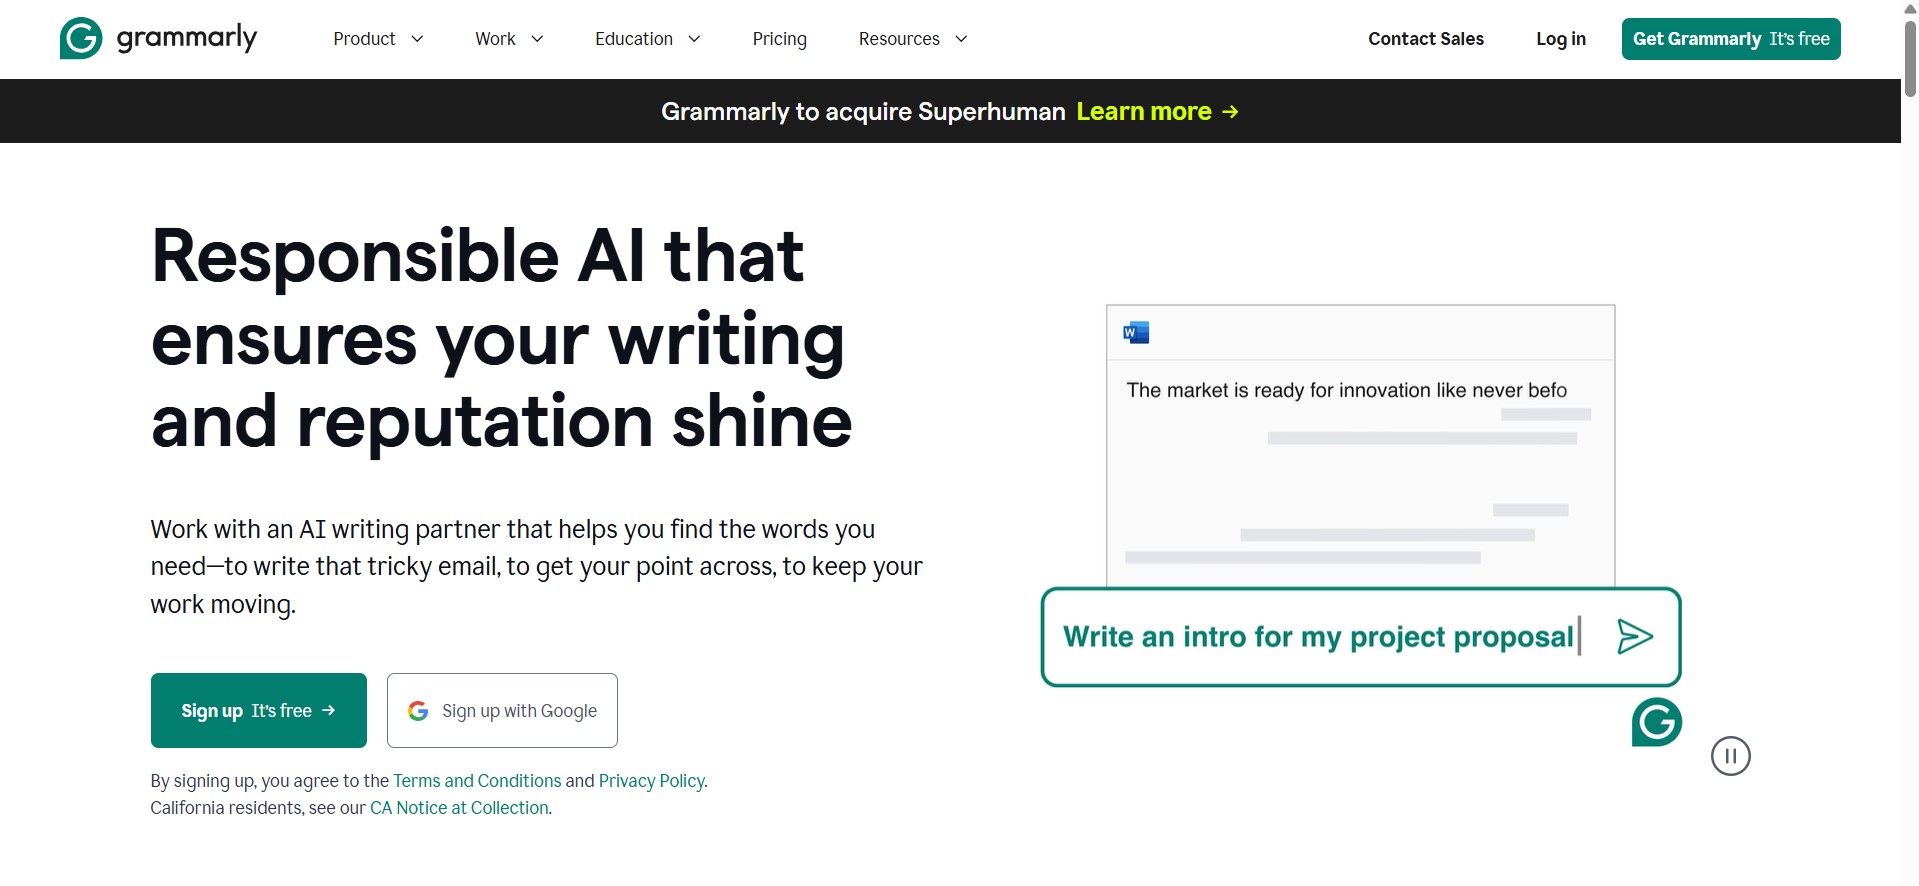 grammarly
Product
Work
Education
Pricing
Resources
Contact Sales
Log in
Get Grammarly It's free
Grammarly to acquire Superhuman Learn more →
Responsible AI that
ensures your writing
and reputation shine
Work with an AI writing partner that helps you find the words you
need—to write that tricky email, to get your point across, to keep your
work moving.
Sign up It's free →
Sign up with Google
By signing up, you agree to the Terms and Conditions and Privacy Policy.
California residents, see our CA Notice at Collection.
W
The market is ready for innovation like never befo
Write an intro for my project proposal